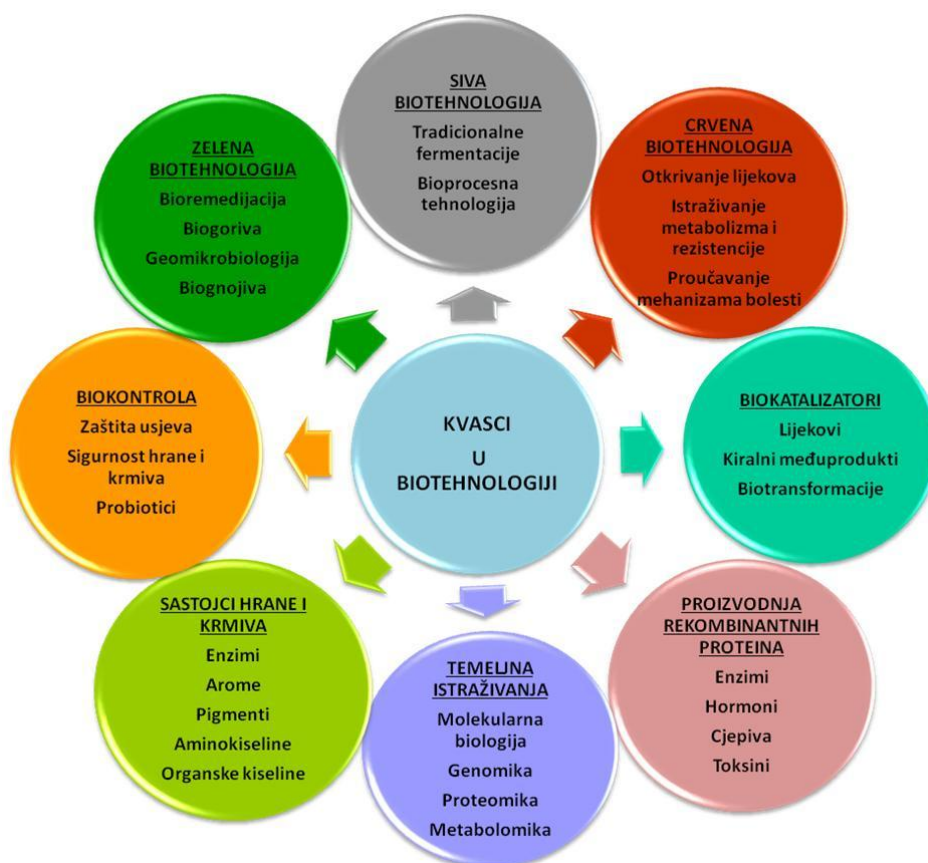 SIVA
BIOTEHNOLOGIJA
Tradicionalne
fermentacije
Bioprocesna
tehnologija
CRVENA
BIOTEHNOLOGIJA
Otkrivanje lijekova
Istraživanje
metabolizma i
rezistencije
Proučavanje
mehanizama bolesti
BIOKATALIZATORI
Lijekovi
Kiralni međuprodukti
Biotransformacije
PROIZVODNJA
REKOMBINANTNIH
PROTEINA
Enzimi
Hormoni
Cjepiva
Toksini
TEMELJNA
ISTRAŽIVANJA
Molekularna
biologija
Genomika
Proteomika
Metabolomika
SASTOJCI HRANE I
KRMIVA
Enzimi
Arome
Pigmenti
Aminokiseline
Organske kiseline
BIOKONTROLA
Zaštita usjeva
Sigurnost hrane i
krmiva
Probiotici
ZELENA
BIOTEHNOLOGIJA
Bioremedijacija
Biogoriva
Geomikrobiologija
Biognojiva
KVASCI
U
BIOTEHNOLOGIJI